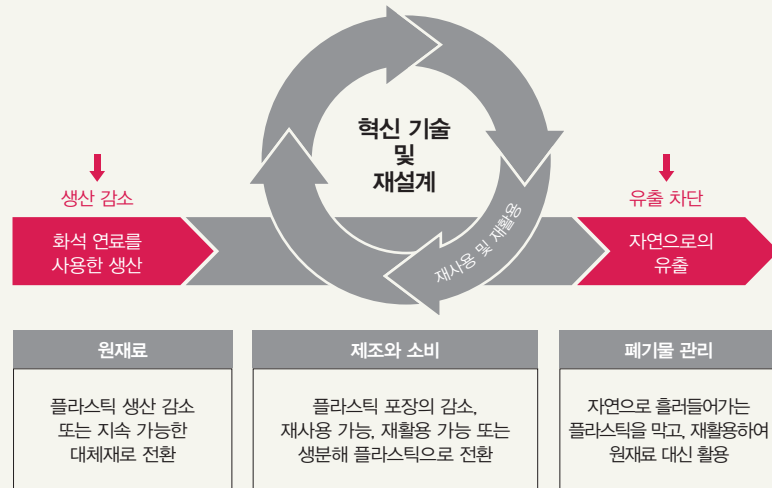 혁신 기술
및
재설계
생산 감소
유출 차단
화석 연료를
사용한 생산
재사용 및 재활용
자연으로의
유출
원재료
플라스틱 생산 감소
또는 지속 가능한
대체재로 전환
제조와 소비
플라스틱 포장의 감소,
재사용 가능, 재활용 가능 또는
생분해 플라스틱으로 전환
폐기물 관리
자연으로 흘러들어가는
플라스틱을 막고, 재활용하여
원재료 대신 활용